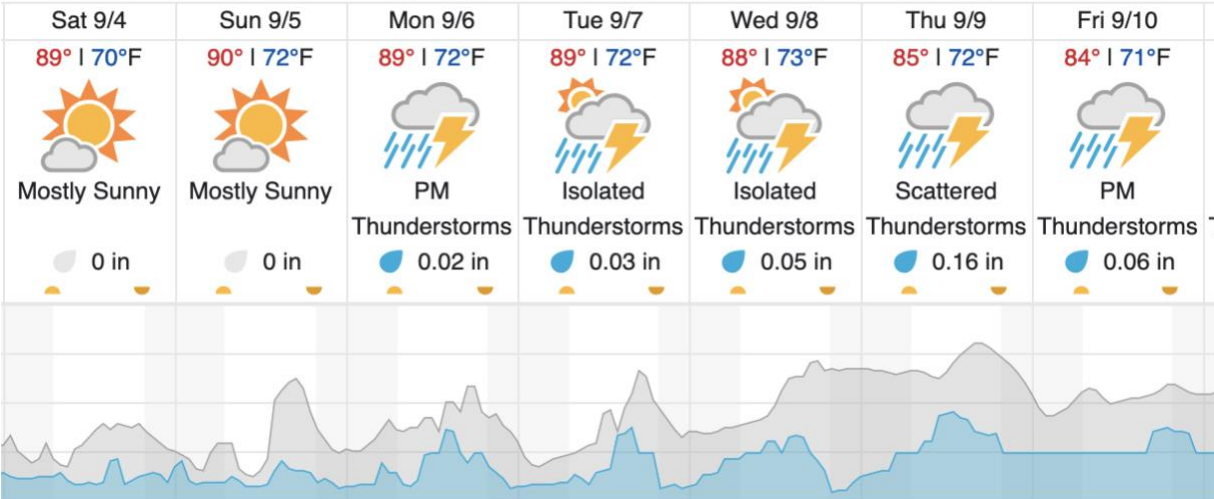 Sat 9/4
89° | 70°F
Mostly Sunny
0 in
Sun 9/5
90° | 72°F
Mostly Sunny
0 in
Mon 9/6
89° | 72°F
PM
Thunderstorms
0.02 in
Tue 9/7
89° | 72°F
Isolated
Thunderstorms
0.03 in
Wed 9/8
88° | 73°F
Isolated
Thunderstorms
0.05 in
Thu 9/9
85° | 72°F
Scattered
Thunderstorms
0.16 in
Fri 9/10
84° | 71°F
PM
Thunderstorms
0.06 in